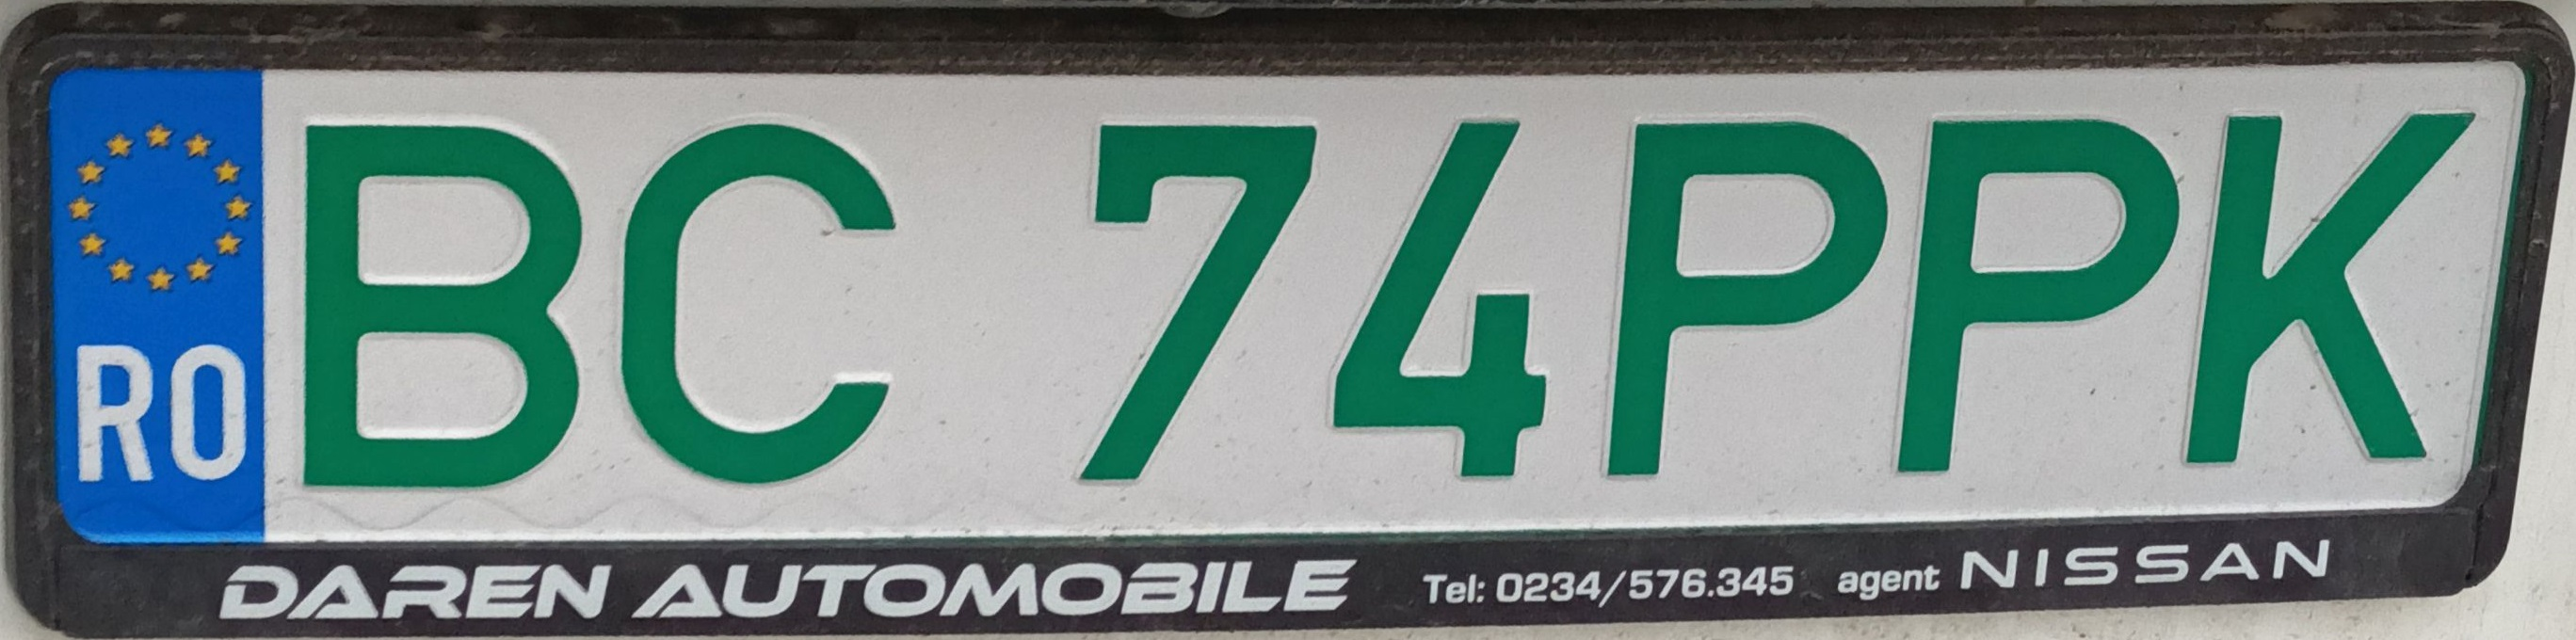 RO BC 74PPK
DAREN AUTOMOBILE Tel: 0234/576.345 agent NISSAN